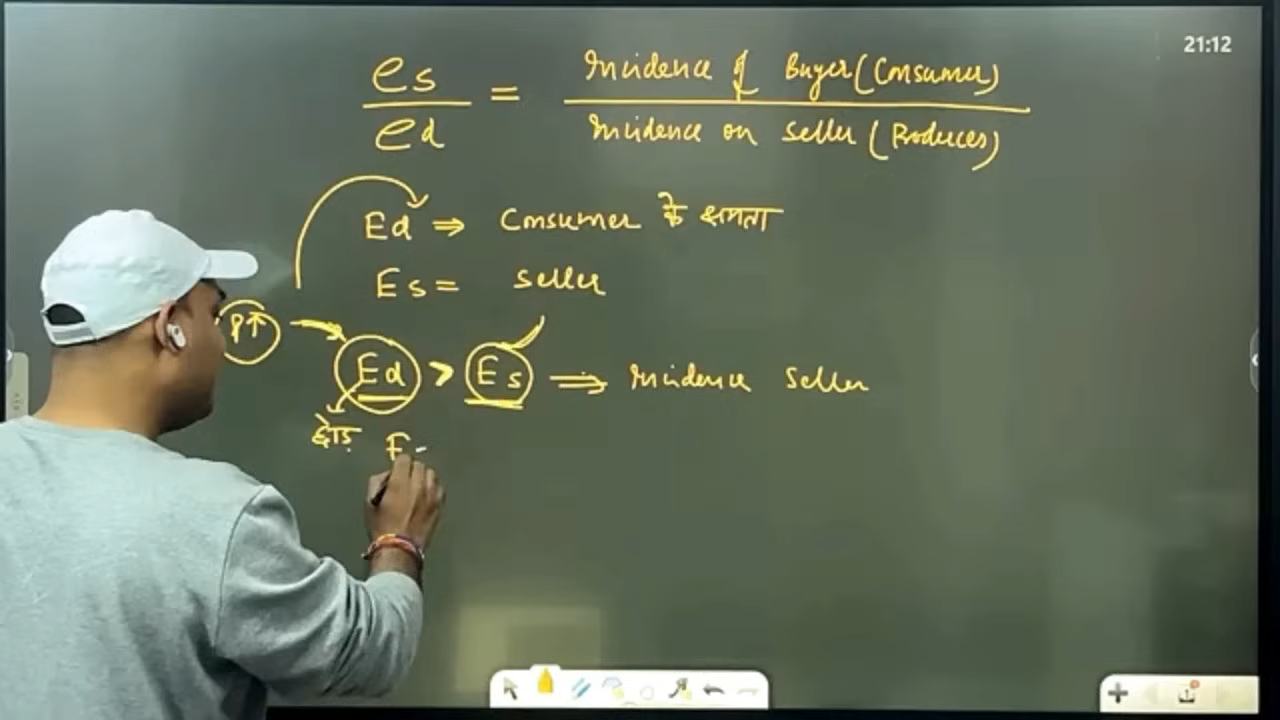 21:12
es / ed = Incidence of Buyer (Consumer) / Incidence on Seller (Produces)
Ed ⇒ Consumer के क्षमता
Es = Seller
P↑ → Ed > Es ⇒ Incidence Seller
छोड़